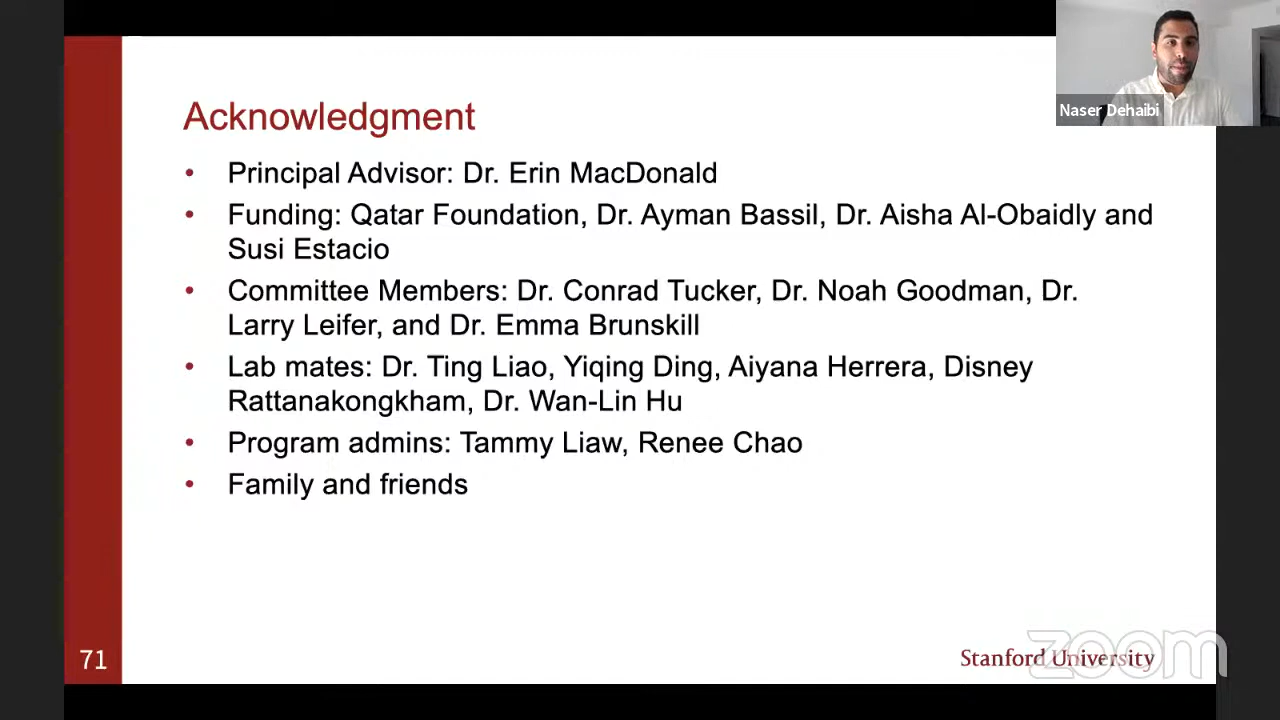 Acknowledgment
Naser Dehaibi
• Principal Advisor: Dr. Erin MacDonald
• Funding: Qatar Foundation, Dr. Ayman Bassil, Dr. Aisha Al-Obaidly and
Susi Estacio
• Committee Members: Dr. Conrad Tucker, Dr. Noah Goodman, Dr.
Larry Leifer, and Dr. Emma Brunskill
• Lab mates: Dr. Ting Liao, Yiqing Ding, Aiyana Herrera, Disney
Rattanakongkham, Dr. Wan-Lin Hu
• Program admins: Tammy Liaw, Renee Chao
• Family and friends
71
Stanford University
zoom